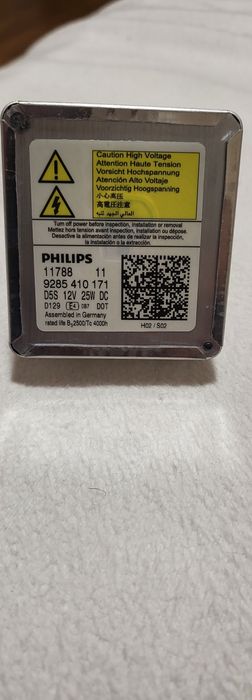 Caution High Voltage
Attention Haute Tension
Vorsicht Hochspannung
Atención Alto Voltaje
Voorzichtig Hoogspanning
小心高压
高電圧注意
Turn off power before inspection, installation or removal
Mettez hors tension avant inspection, installation ou dépose.
Desactive la alimentación antes de realizar la inspección,
la instalación o la extracción.
PHILIPS
11788 11
9285 410 171
D5S 12V 25W DC
D129 E4 087 DOT
Assembled in Germany
rated life B3 2500/Tc 4000h
H02 / S02